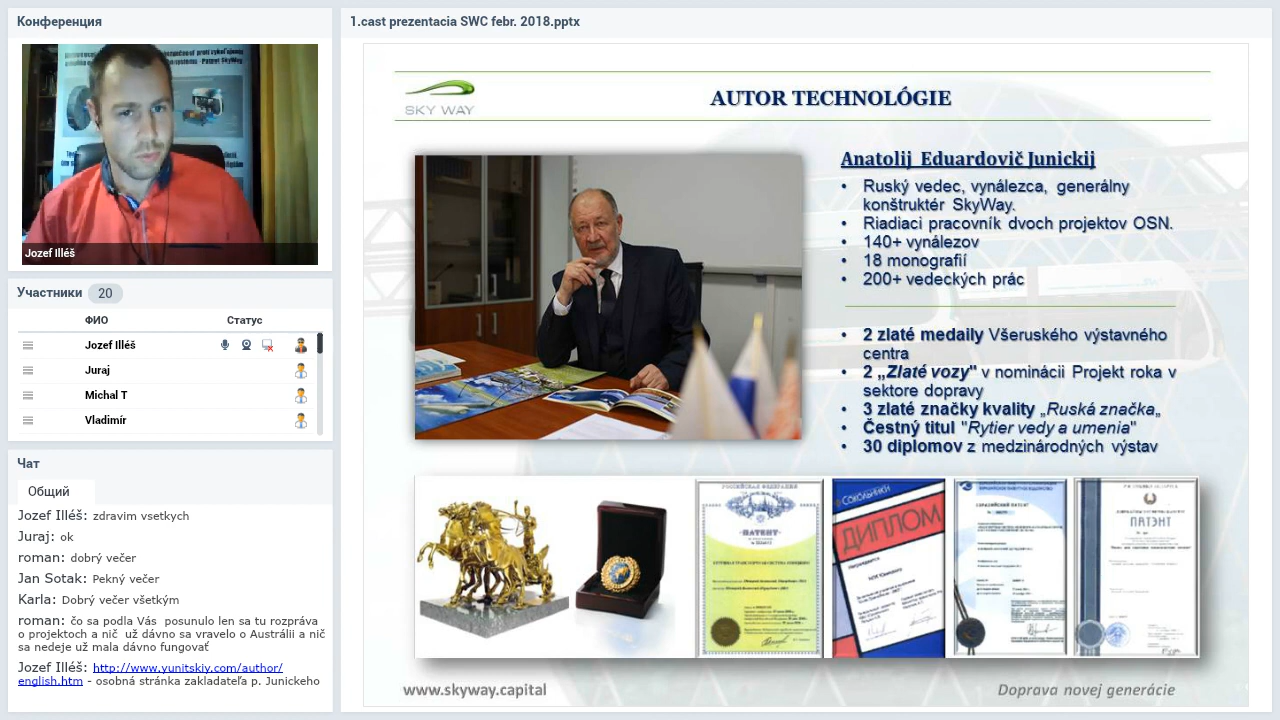 Конференция
Jozef Illéš
Участники 20
ФИО Статус
Jozef Illéš
Juraj
Michal T
Vladimír
Чат
Общий
Jozef Illéš: zdravim vsetkych
Juraj: ok
roman: dobrý večer
Jan Sotak: Pekný večer
karla: Dobrý večer všetkým
roman: čo sa podla Vás posunulo len sa tu rozpráva
o projektoch a nič už dávno sa vravelo o Austrálii a nič
sa nedeje už mala dávno fungovať
Jozef Illéš: http://www.yunitskiy.com/author/
english.htm - osobná stránka zakladateľa p. Junickeho
1.cast prezentacia SWC febr. 2018.pptx
SKY WAY
AUTOR TECHNOLÓGIE
Anatolij Eduardovič Junickij
• Ruský vedec, vynálezca, generálny
konštruktér SkyWay.
• Riadiaci pracovník dvoch projektov OSN.
• 140+ vynálezov
• 18 monografií
• 200+ vedeckých prác
• 2 zlaté medaily Všeruského výstavného
centra
• 2 „Zlaté vozy" v nominácii Projekt roka v
sektore dopravy
• 3 zlaté značky kvality „Ruská značka„
• Čestný titul "Rytier vedy a umenia"
• 30 diplomov z medzinárodných výstav
РОССИЙСКАЯ ФЕДЕРАЦИЯ
ПАТЕНТ
СОКОЛЬНИКИ
ДИПЛОМ
ЕВРАЗИЙСКИЙ ПАТЕНТ
ПАТЭНТ
www.skyway.capital
Doprava novej generácie